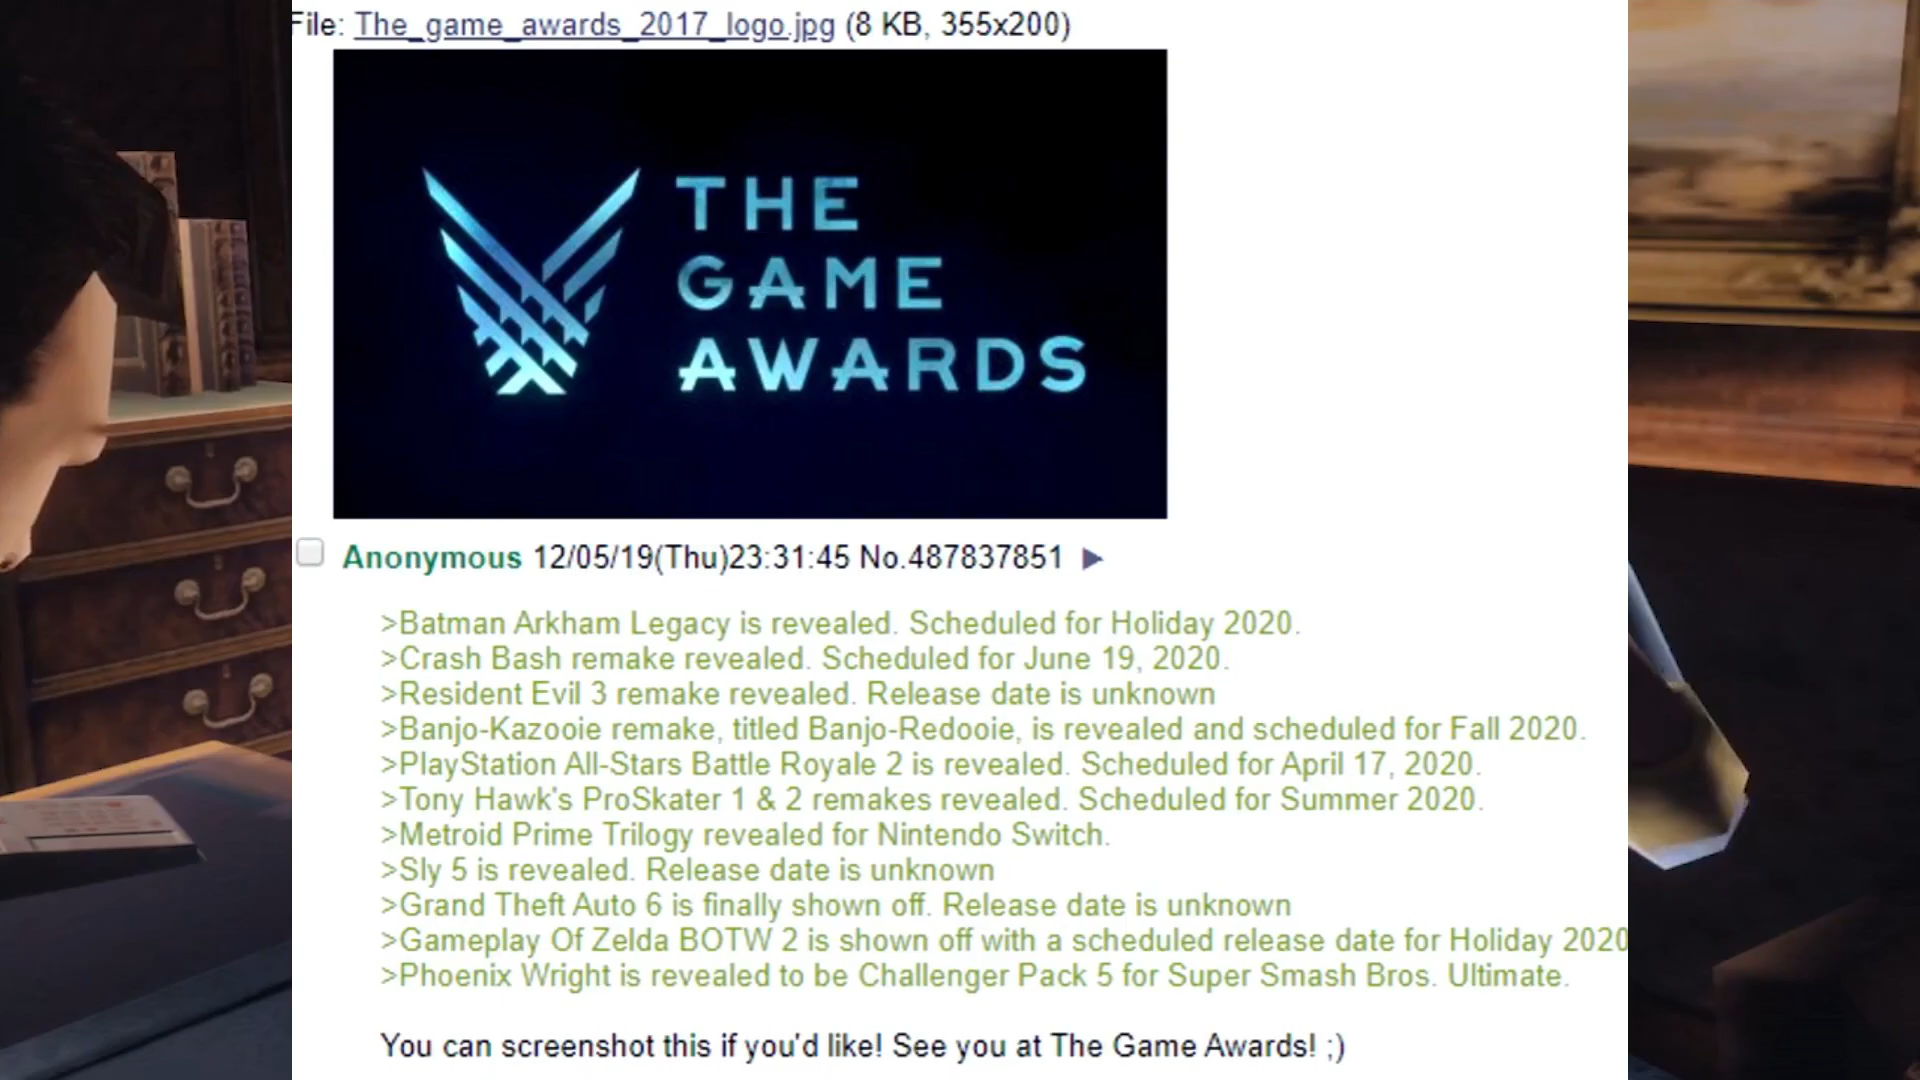 File: The_game_awards_2017_logo.jpg (8 KB, 355x200)
THE
GAME
AWARDS
Anonymous 12/05/19(Thu)23:31:45 No.487837851
>Batman Arkham Legacy is revealed. Scheduled for Holiday 2020.
>Crash Bash remake revealed. Scheduled for June 19, 2020.
>Resident Evil 3 remake revealed. Release date is unknown
>Banjo-Kazooie remake, titled Banjo-Redooie, is revealed and scheduled for Fall 2020.
>PlayStation All-Stars Battle Royale 2 is revealed. Scheduled for April 17, 2020.
>Tony Hawk's ProSkater 1 & 2 remakes revealed. Scheduled for Summer 2020.
>Metroid Prime Trilogy revealed for Nintendo Switch.
>Sly 5 is revealed. Release date is unknown
>Grand Theft Auto 6 is finally shown off. Release date is unknown
>Gameplay Of Zelda BOTW 2 is shown off with a scheduled release date for Holiday 2020
>Phoenix Wright is revealed to be Challenger Pack 5 for Super Smash Bros. Ultimate.
You can screenshot this if you'd like! See you at The Game Awards! ;)